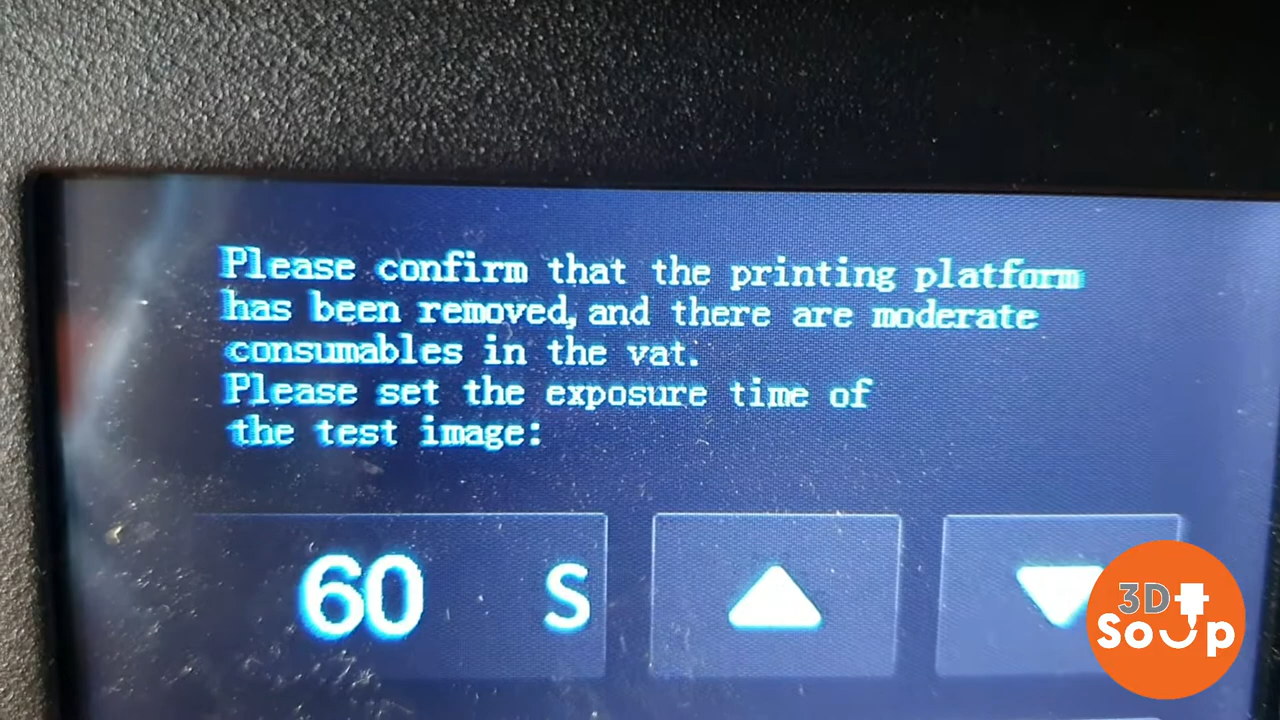 Please confirm that the printing platform
has been removed, and there are moderate
consumables in the vat.
Please set the exposure time of
the test image:
60 S
3D
Soup